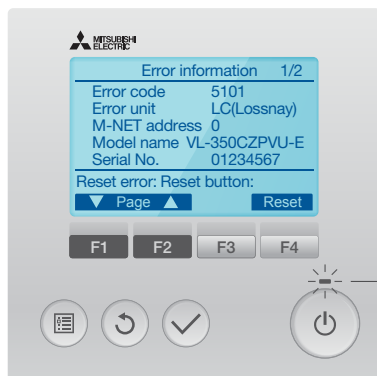 MITSUBISHI
ELECTRIC
Error information 1/2
Error code 5101
Error unit LC(Lossnay)
M-NET address 0
Model name VL-350CZPVU-E
Serial No. 01234567
Reset error: Reset button:
▼ Page ▲ Reset
F1 F2 F3 F4